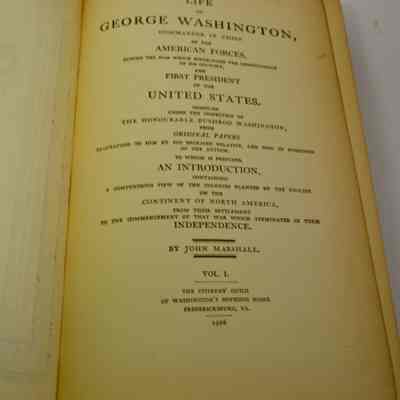 LIFE
OF
GEORGE WASHINGTON,
COMMANDER IN CHIEF
OF THE
AMERICAN FORCES,
DURING THE WAR WHICH ESTABLISHED THE INDEPENDENCE
OF HIS COUNTRY,
AND
FIRST PRESIDENT
OF THE
UNITED STATES.
COMPILED
UNDER THE INSPECTION OF
THE HONOURABLE BUSHROD WASHINGTON,
FROM
ORIGINAL PAPERS
BEQUEATHED TO HIM BY HIS DECEASED RELATIVE, AND NOW IN POSSESSION
OF THE AUTHOR.
TO WHICH IS PREFIXED,
AN INTRODUCTION,
CONTAINING
A COMPENDIOUS VIEW OF THE COLONIES PLANTED BY THE ENGLISH
ON THE
CONTINENT OF NORTH AMERICA,
FROM THEIR SETTLEMENT
TO THE COMMENCEMENT OF THAT WAR WHICH TERMINATED IN THEIR
INDEPENDENCE.
BY JOHN MARSHALL.
VOL. I.
THE CITIZENS' GUILD
OF WASHINGTON'S BOYHOOD HOME
FREDERICKSBURG, VA.
1926